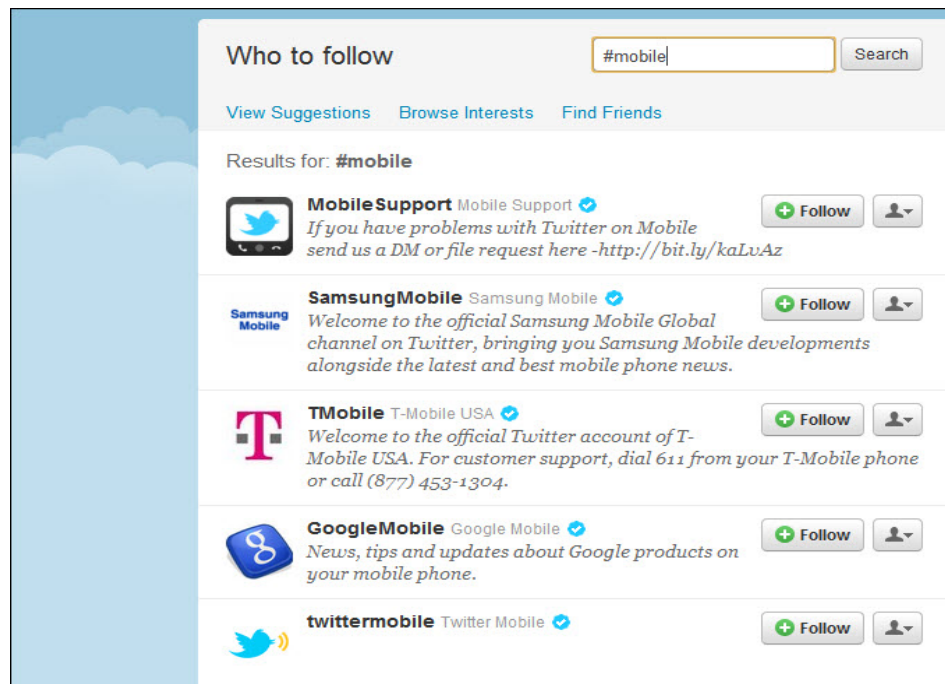 Who to follow
#mobile
Search
View Suggestions Browse Interests Find Friends
Results for: #mobile
MobileSupport Mobile Support
Follow
If you have problems with Twitter on Mobile
send us a DM or file request here -http://bit.ly/kaLvAz
Samsung
Mobile
SamsungMobile Samsung Mobile
Follow
Welcome to the official Samsung Mobile Global
channel on Twitter, bringing you Samsung Mobile developments
alongside the latest and best mobile phone news.
T
TMobile T-Mobile USA
Follow
Welcome to the official Twitter account of T-
Mobile USA. For customer support, dial 611 from your T-Mobile phone
or call (877) 453-1304.
g
GoogleMobile Google Mobile
Follow
News, tips and updates about Google products on
your mobile phone.
twittermobile Twitter Mobile
Follow